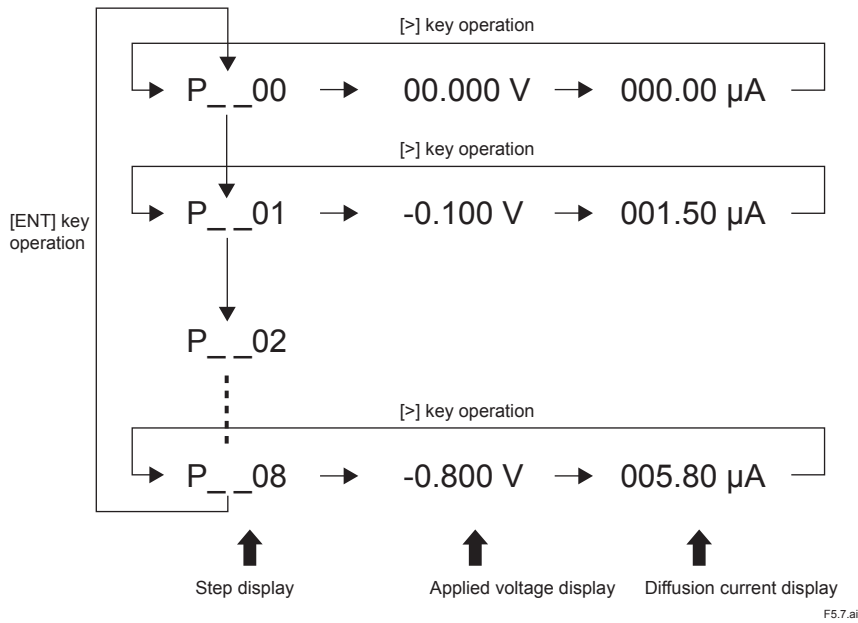 [>] key operation
P_ _00 00.000 V 000.00 µA
[>] key operation
P_ _01 -0.100 V 001.50 µA
[ENT] key
operation
P_ _02
[>] key operation
P_ _08 -0.800 V 005.80 µA
Step display Applied voltage display Diffusion current display
F5.7.ai